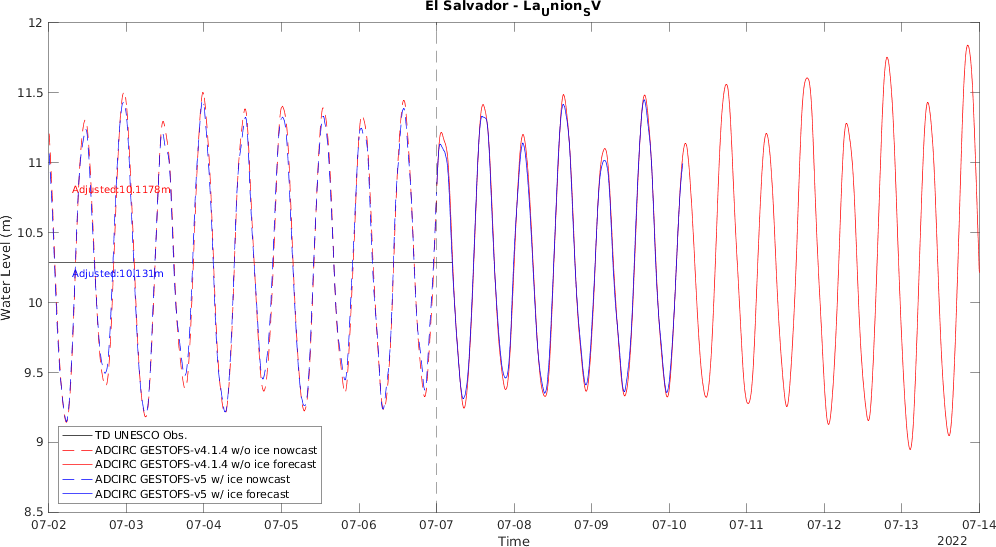 El Salvador - LaUnionSV
12
11.5
11
10.5
10
9.5
9
8.5
Water Level (m)
Adjusted:10.1178m
Adjusted:10.131m
TD UNESCO Obs.
ADCIRC GESTOFS-v4.1.4 w/o ice nowcast
ADCIRC GESTOFS-v4.1.4 w/o ice forecast
ADCIRC GESTOFS-v5 w/ ice nowcast
ADCIRC GESTOFS-v5 w/ ice forecast
07-02 07-03 07-04 07-05 07-06 07-07 07-08 07-09 07-10 07-11 07-12 07-13 07-14
Time
2022